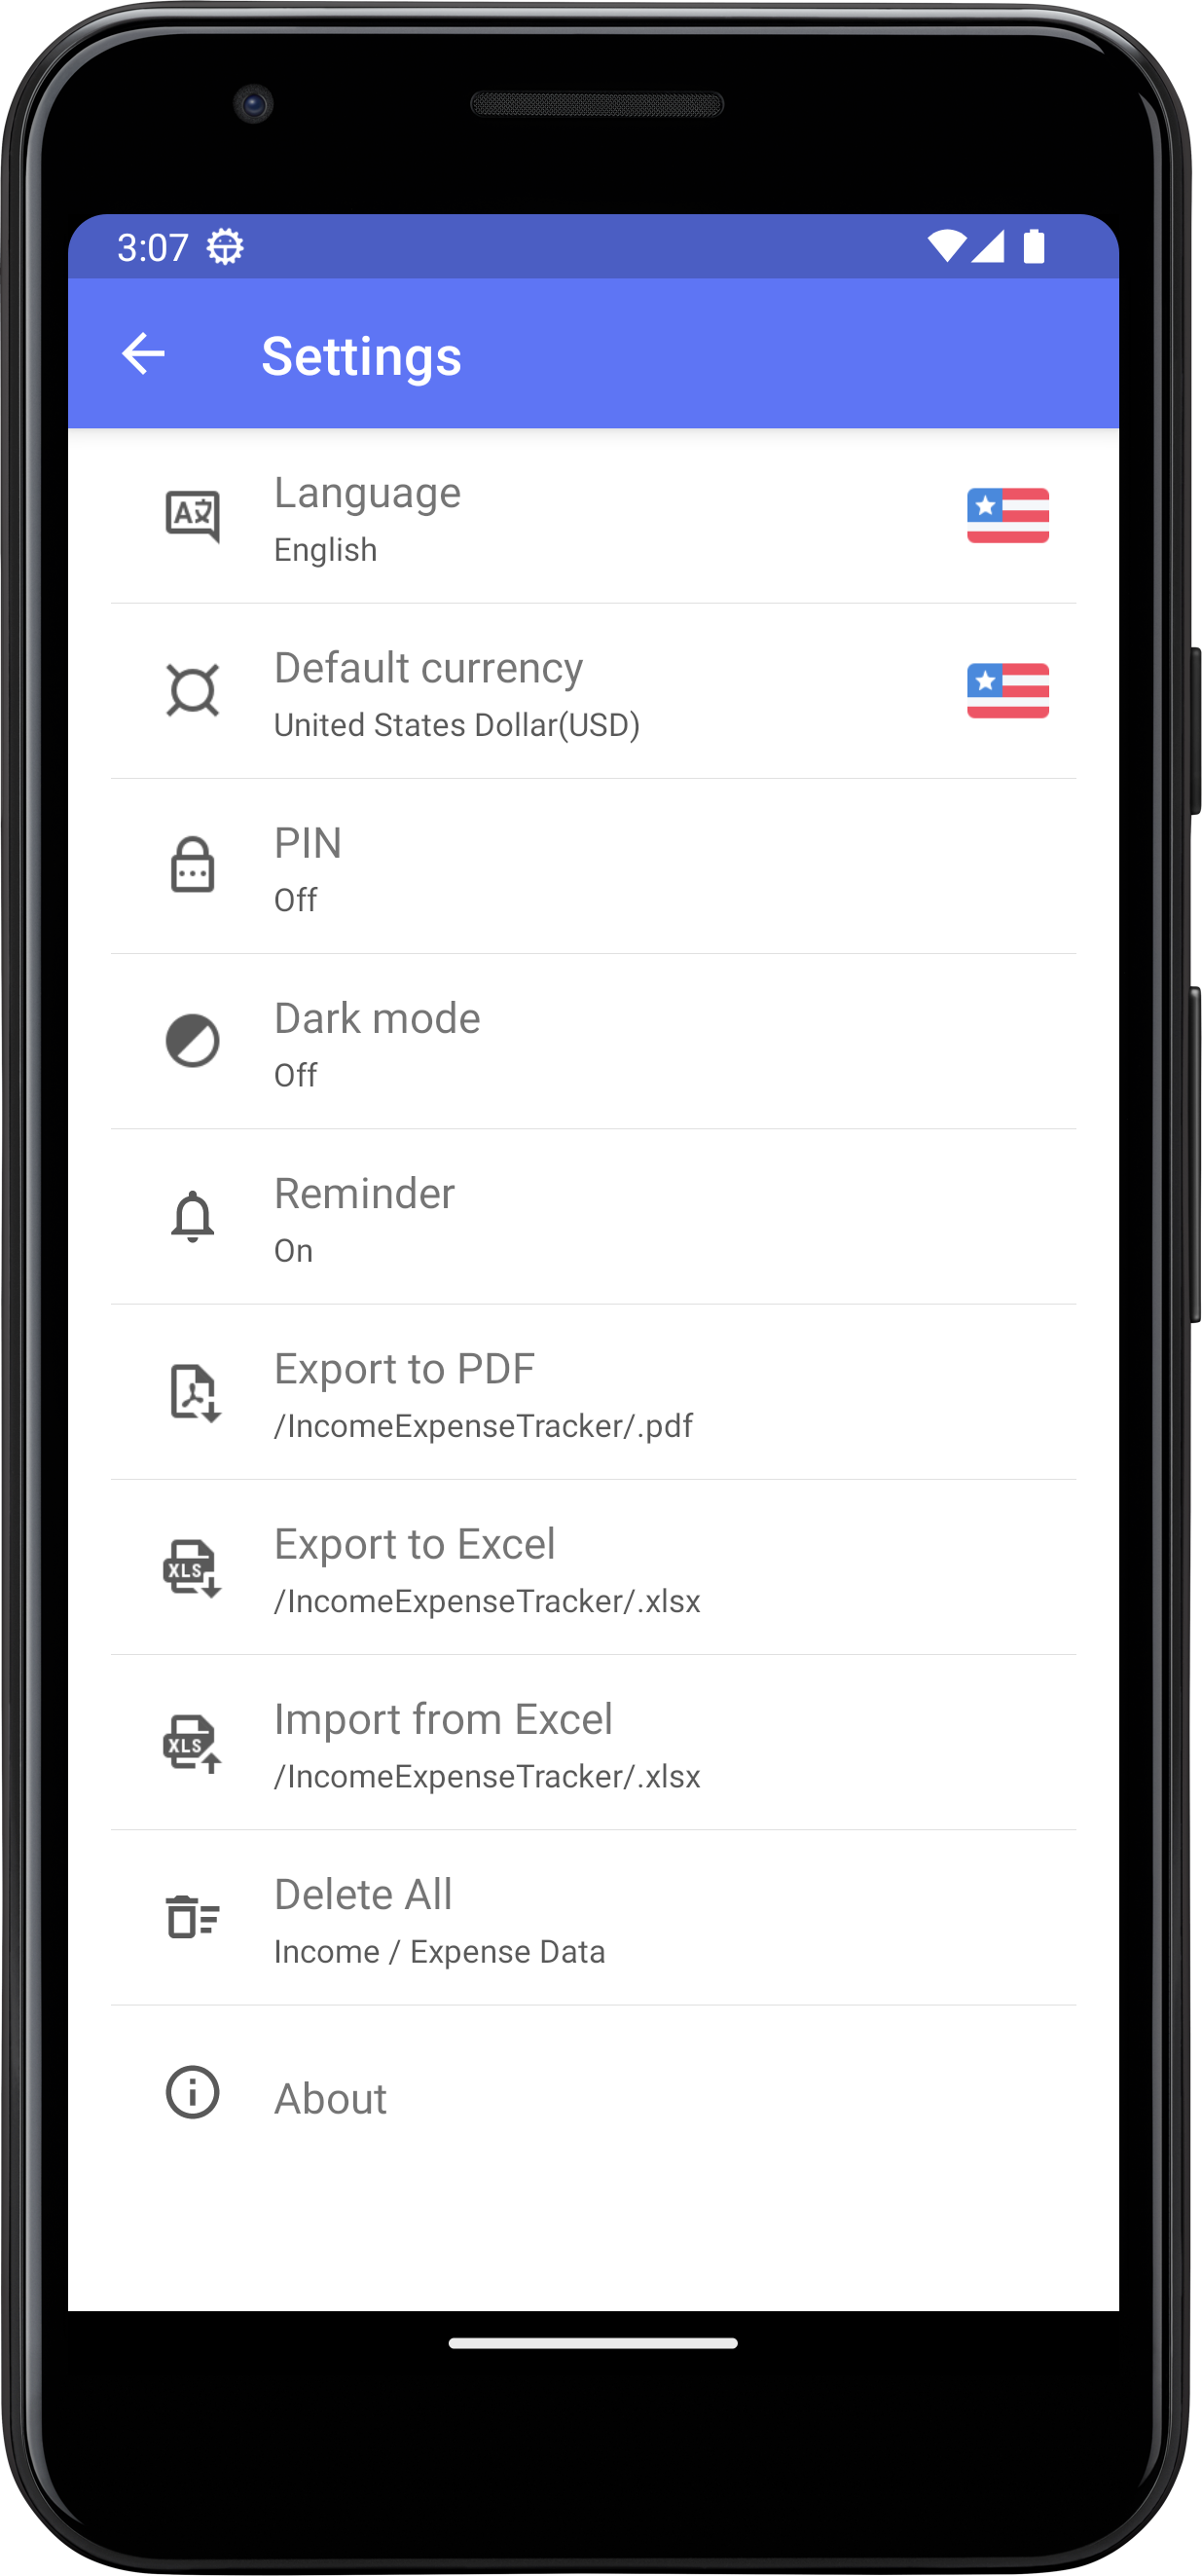 3:07
Settings
Language
English
Default currency
United States Dollar(USD)
PIN
Off
Dark mode
Off
Reminder
On
Export to PDF
/IncomeExpenseTracker/.pdf
XLS
Export to Excel
/IncomeExpenseTracker/.xlsx
XLS
Import from Excel
/IncomeExpenseTracker/.xlsx
Delete All
Income / Expense Data
About